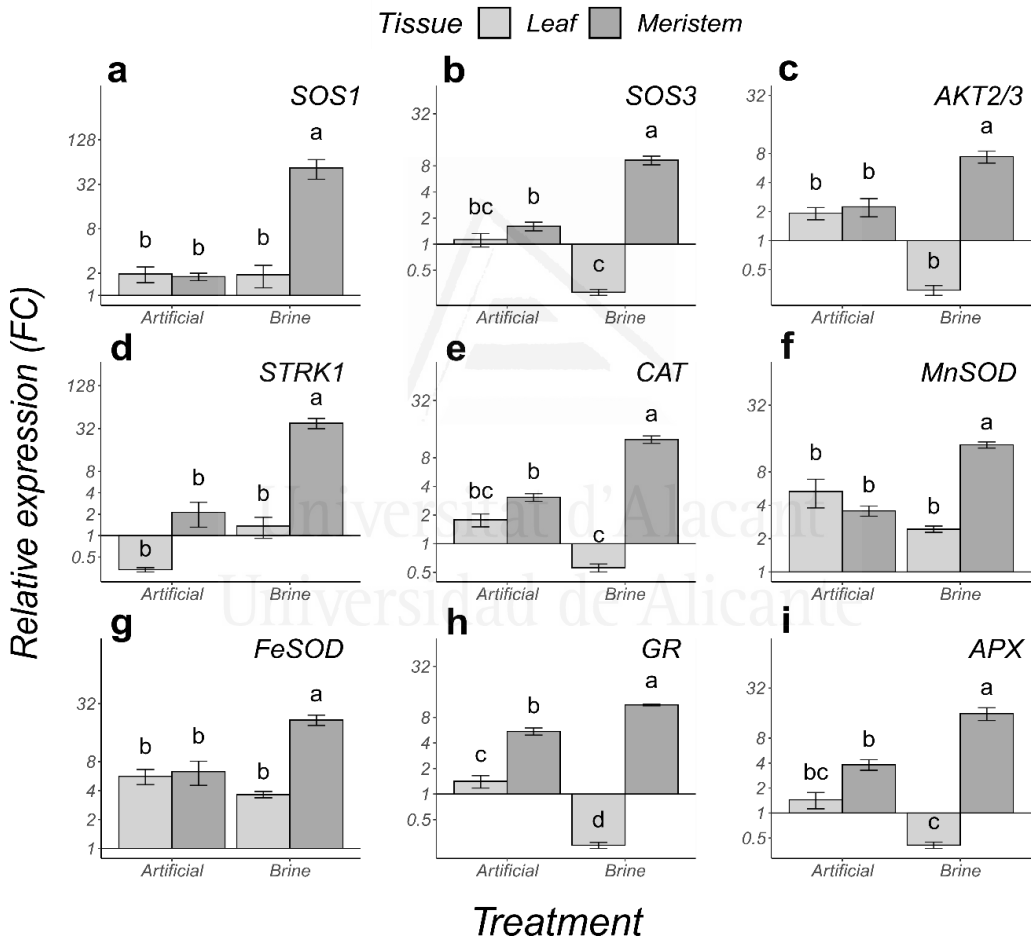 Tissue Leaf Meristem
Relative expression (FC)
a SOS1
128
32
8
2
1
b b b a
Artificial Brine
b SOS3
32
8
4
2
1
0.5
bc b c a
Artificial Brine
c AKT2/3
32
8
4
2
1
0.5
b b b a
Artificial Brine
d STRK1
128
32
8
4
2
1
0.5
b b b a
Artificial Brine
e CAT
32
8
4
2
1
0.5
bc b c a
Artificial Brine
f MnSOD
32
8
4
2
1
b b b a
Artificial Brine
Universitat d'Alacant
Universidad de Alicante
g FeSOD
32
8
4
2
1
b b b a
Artificial Brine
h GR
32
8
4
2
1
0.5
c b d a
Artificial Brine
i APX
32
8
4
2
1
0.5
bc b c a
Artificial Brine
Treatment